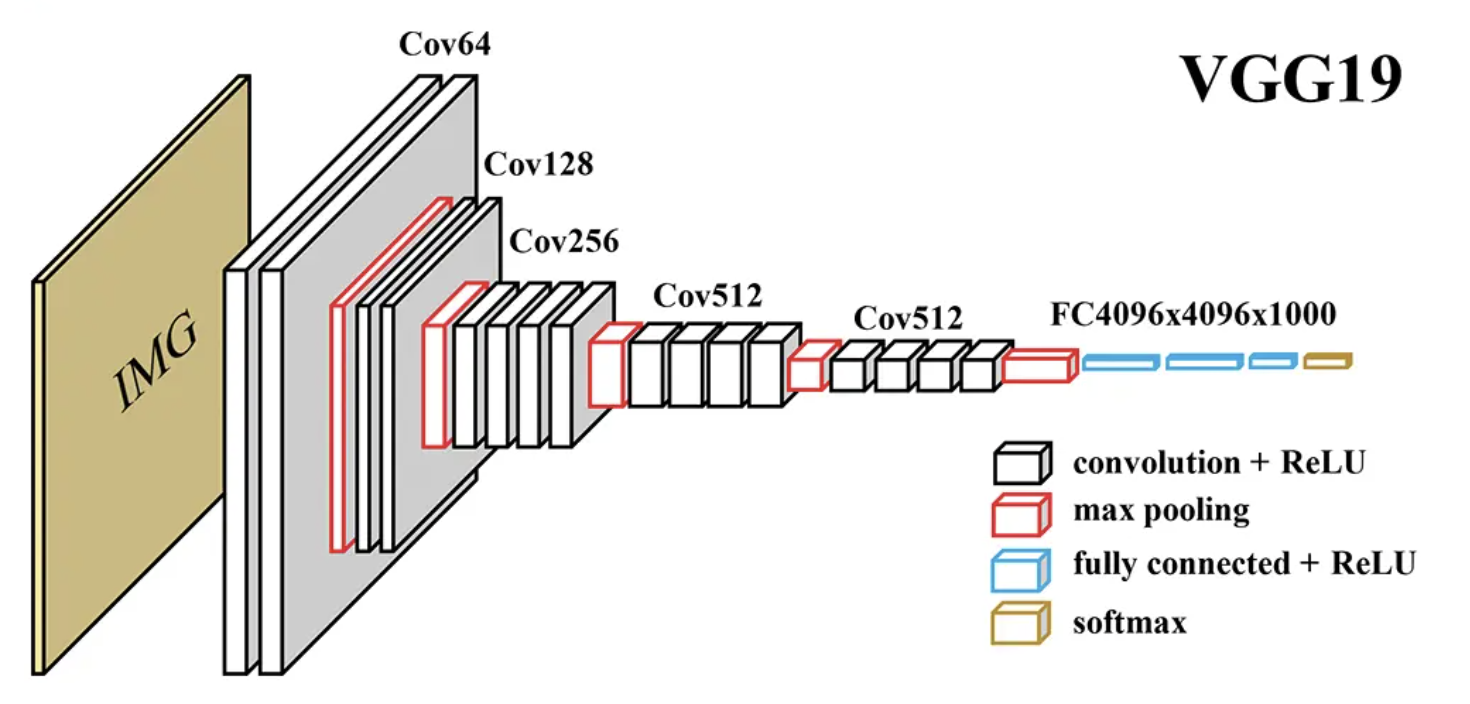 Cov64
VGG19
Cov128
Cov256
IMG
Cov512
Cov512
FC4096x4096x1000
convolution + ReLU
max pooling
fully connected + ReLU
softmax